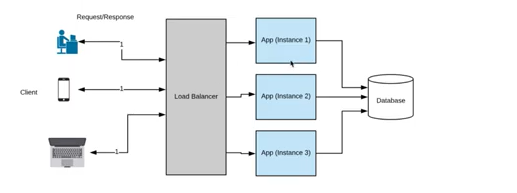 Request/Response
1
App (Instance 1)
Client
1
Load Balancer
App (Instance 2)
Database
1
App (Instance 3)